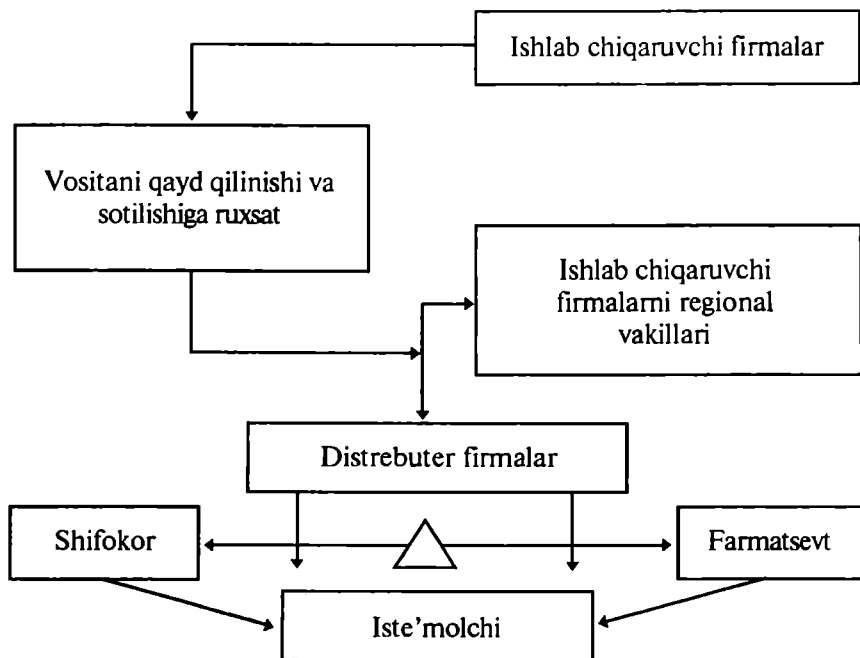 Ishlab chiqaruvchi firmalar
Vositani qayd qilinishi va
sotilishiga ruxsat
Ishlab chiqaruvchi
firmalarni regional
vakillari
Distrebuter firmalar
Shifokor
Farmatsevt
Iste’molchi